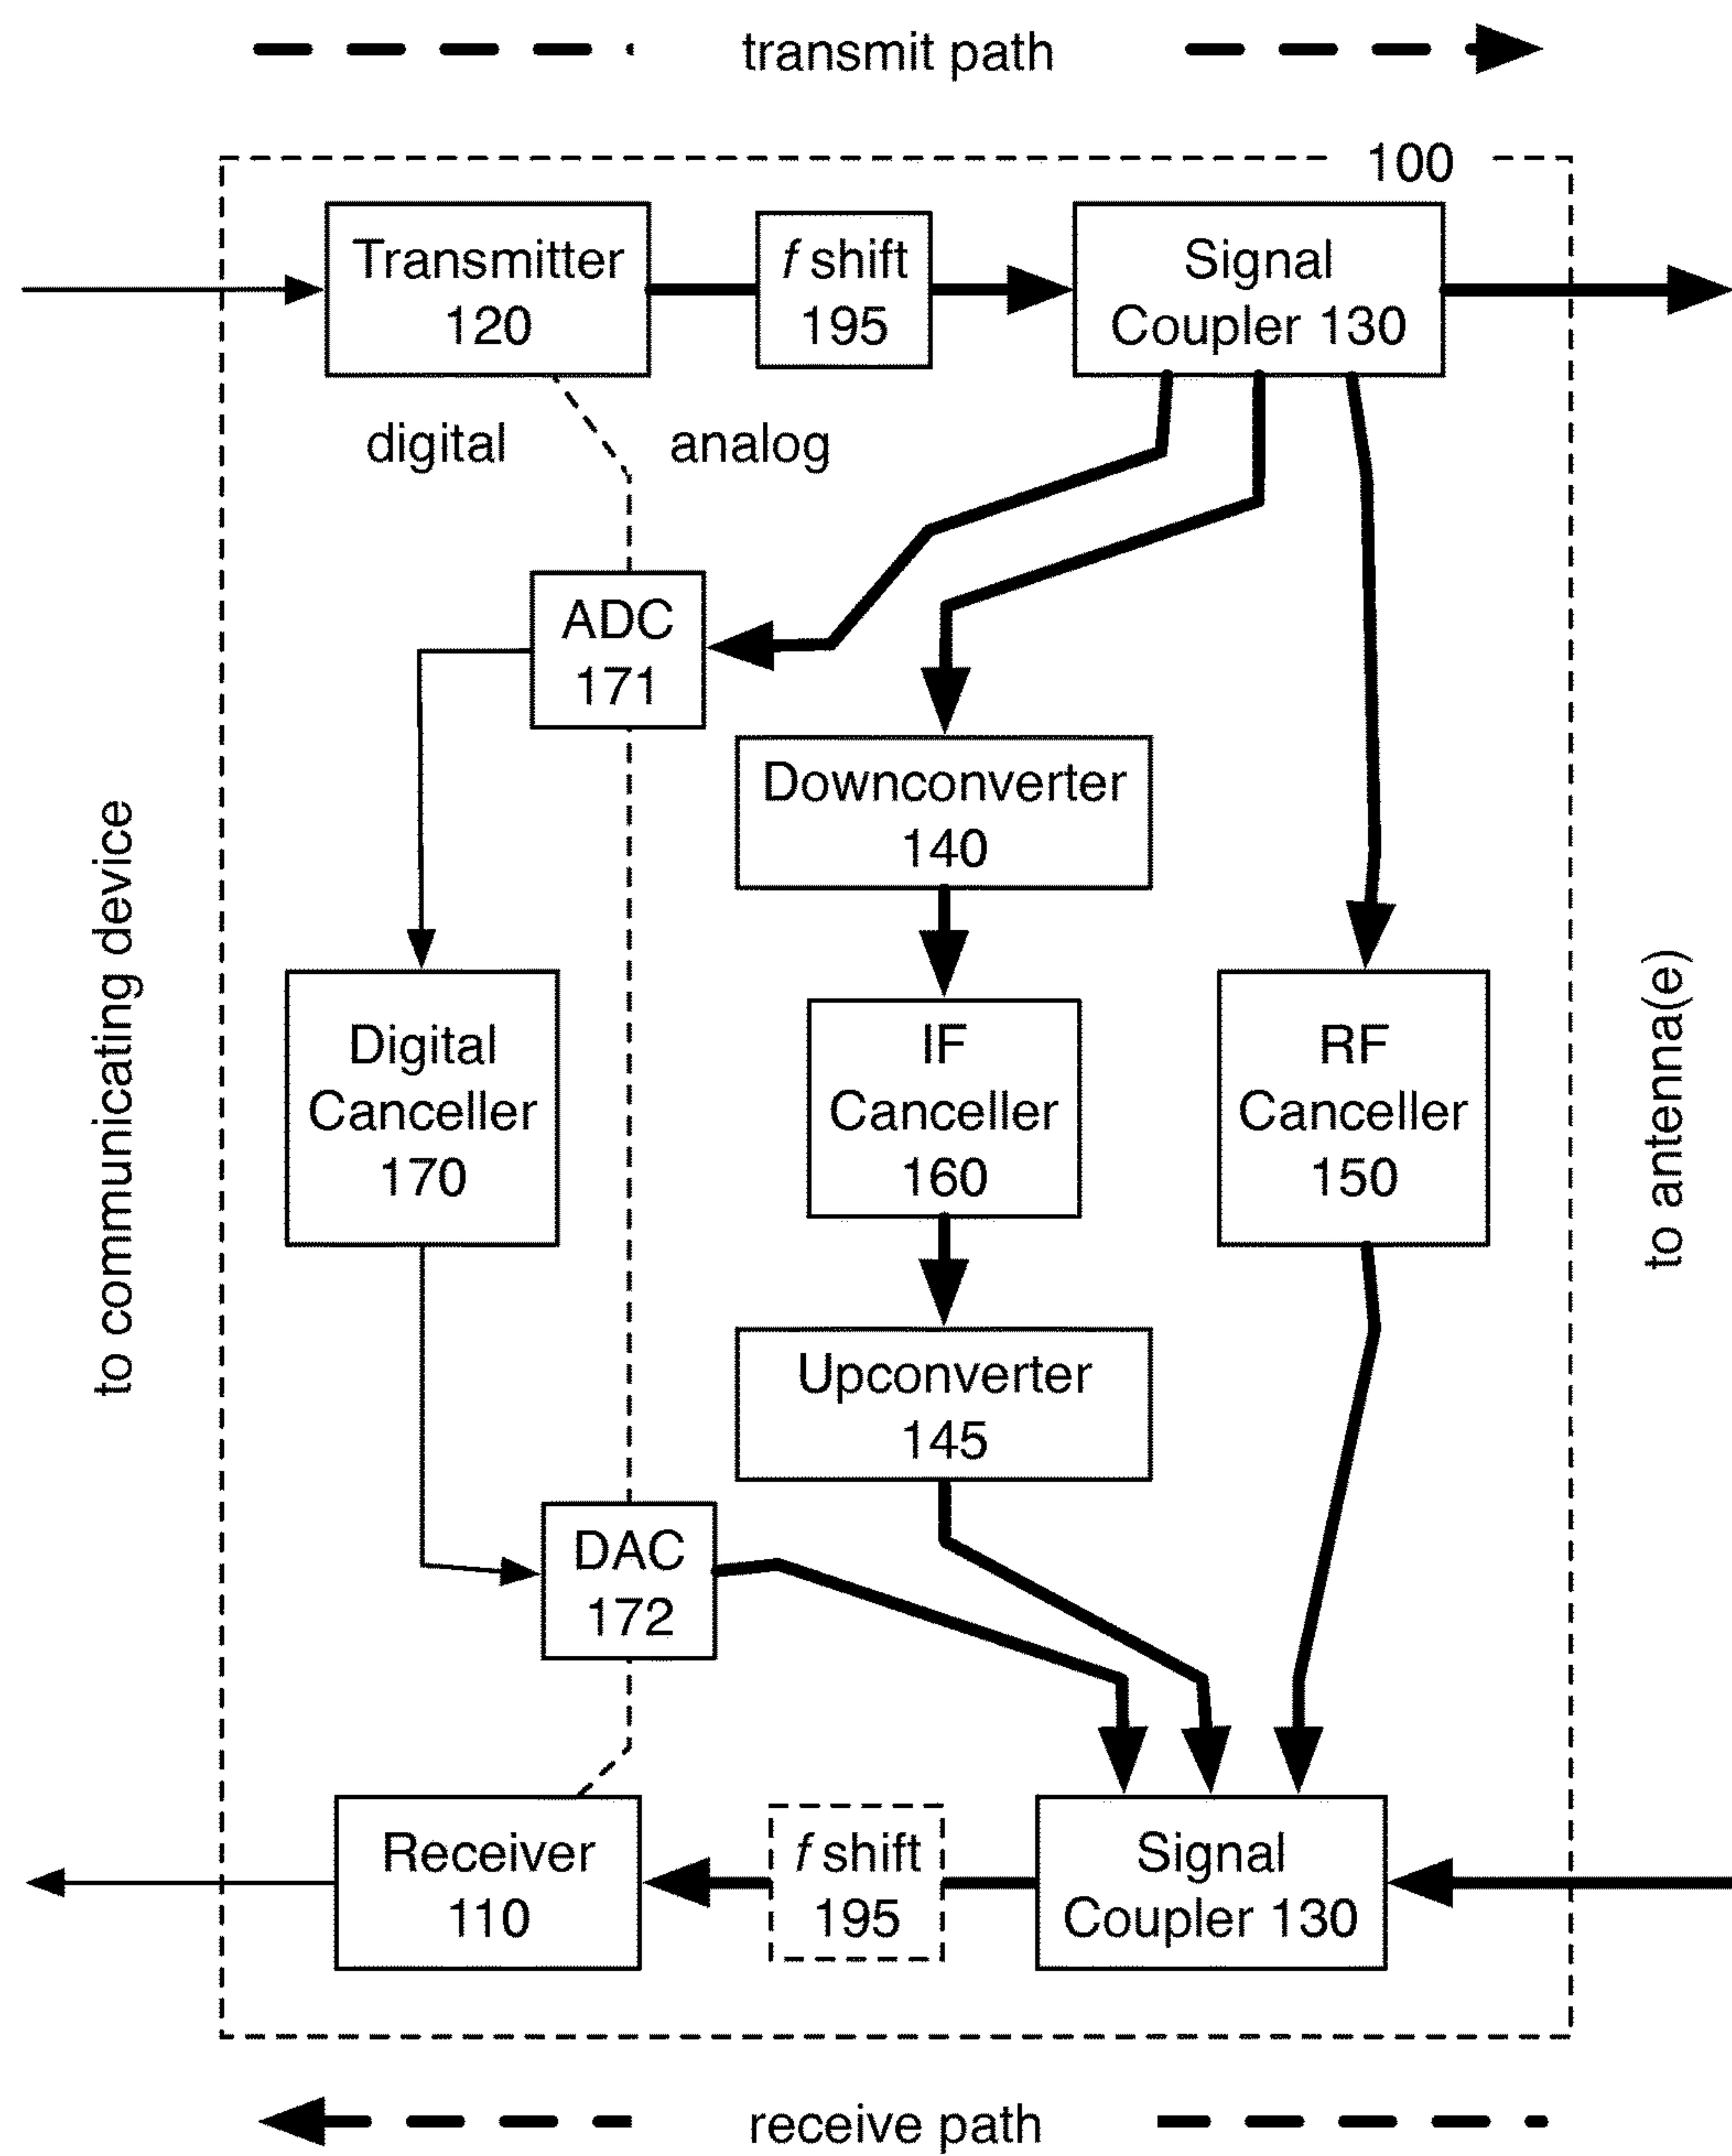 transmit path
100
Transmitter
120
f shift
195
Signal
Coupler 130
digital
analog
ADC
171
Downconverter
140
to communicating device
Digital
Canceller
170
IF
Canceller
160
RF
Canceller
150
to antenna(e)
Upconverter
145
DAC
172
Receiver
110
f shift
195
Signal
Coupler 130
receive path